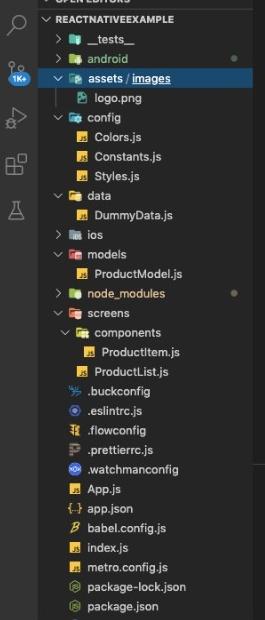 OPEN EDITORS
REACTNATIVEEXAMPLE
__tests__
android
assets / images
logo.png
config
Colors.js
Constants.js
Styles.js
data
DummyData.js
ios
models
ProductModel.js
node_modules
screens
components
ProductItem.js
ProductList.js
.buckconfig
.eslintrc.js
.flowconfig
.prettierrc.js
.watchmanconfig
App.js
app.json
babel.config.js
index.js
metro.config.js
package-lock.json
package.json
1K+